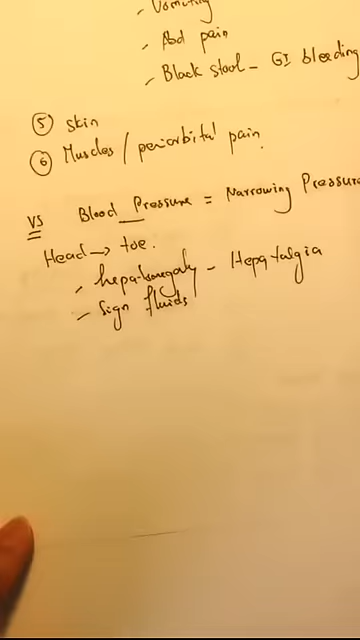 - Vomiting
- Abd pain
- Black stool - GI bleeding
⑤ Skin
⑥ Muscles / periorbital pain.
VS Blood Pressure = Narrowing Pressure
Head → toe.
- hepatomegaly - Hepatalgia
- Sign fluids